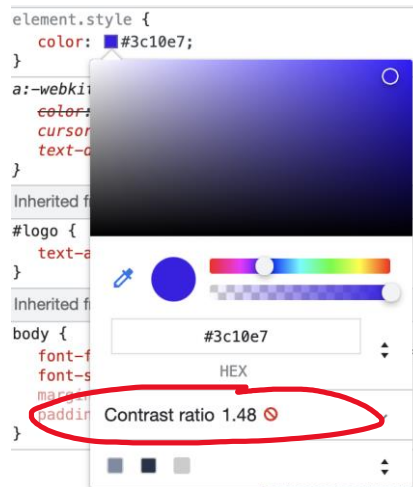 element.style {
color: #3c10e7;
}
a:-webki
color:
cursor
text-d
}
Inherited f
#logo {
text-a
}
Inherited f
body {
font-f
font-s
margin
paddin
}
#3c10e7
HEX
Contrast ratio 1.48